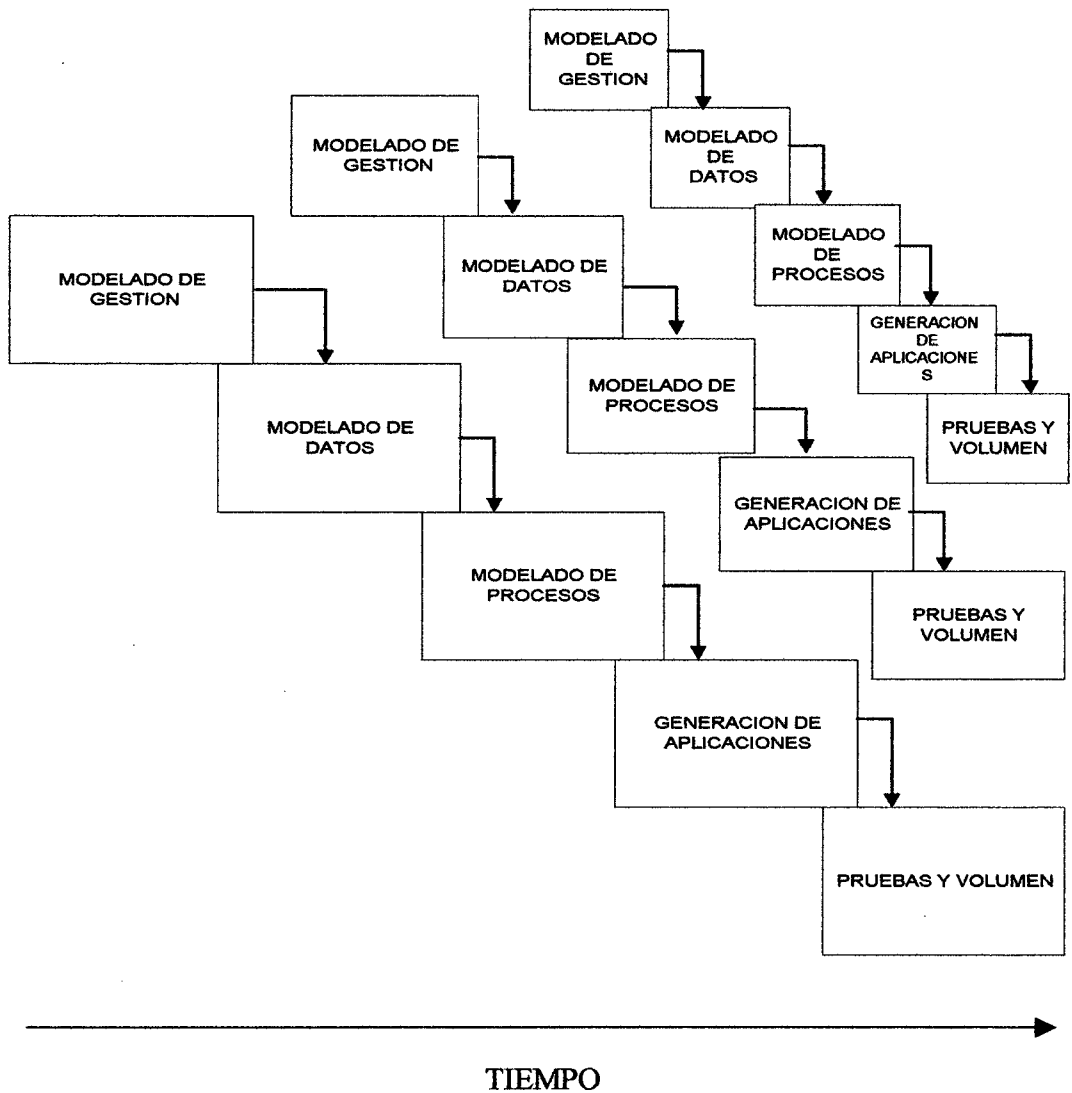 MODELADO
DE
GESTION
MODELADO
DE
DATOS
MODELADO
DE
PROCESOS
GENERACION
DE
APLICACIONE
S
PRUEBAS Y
VOLUMEN
MODELADO DE
GESTION
MODELADO DE
DATOS
MODELADO DE
PROCESOS
GENERACION DE
APLICACIONES
PRUEBAS Y
VOLUMEN
MODELADO DE
GESTION
MODELADO DE
DATOS
MODELADO DE
PROCESOS
GENERACION DE
APLICACIONES
PRUEBAS Y VOLUMEN
TIEMPO